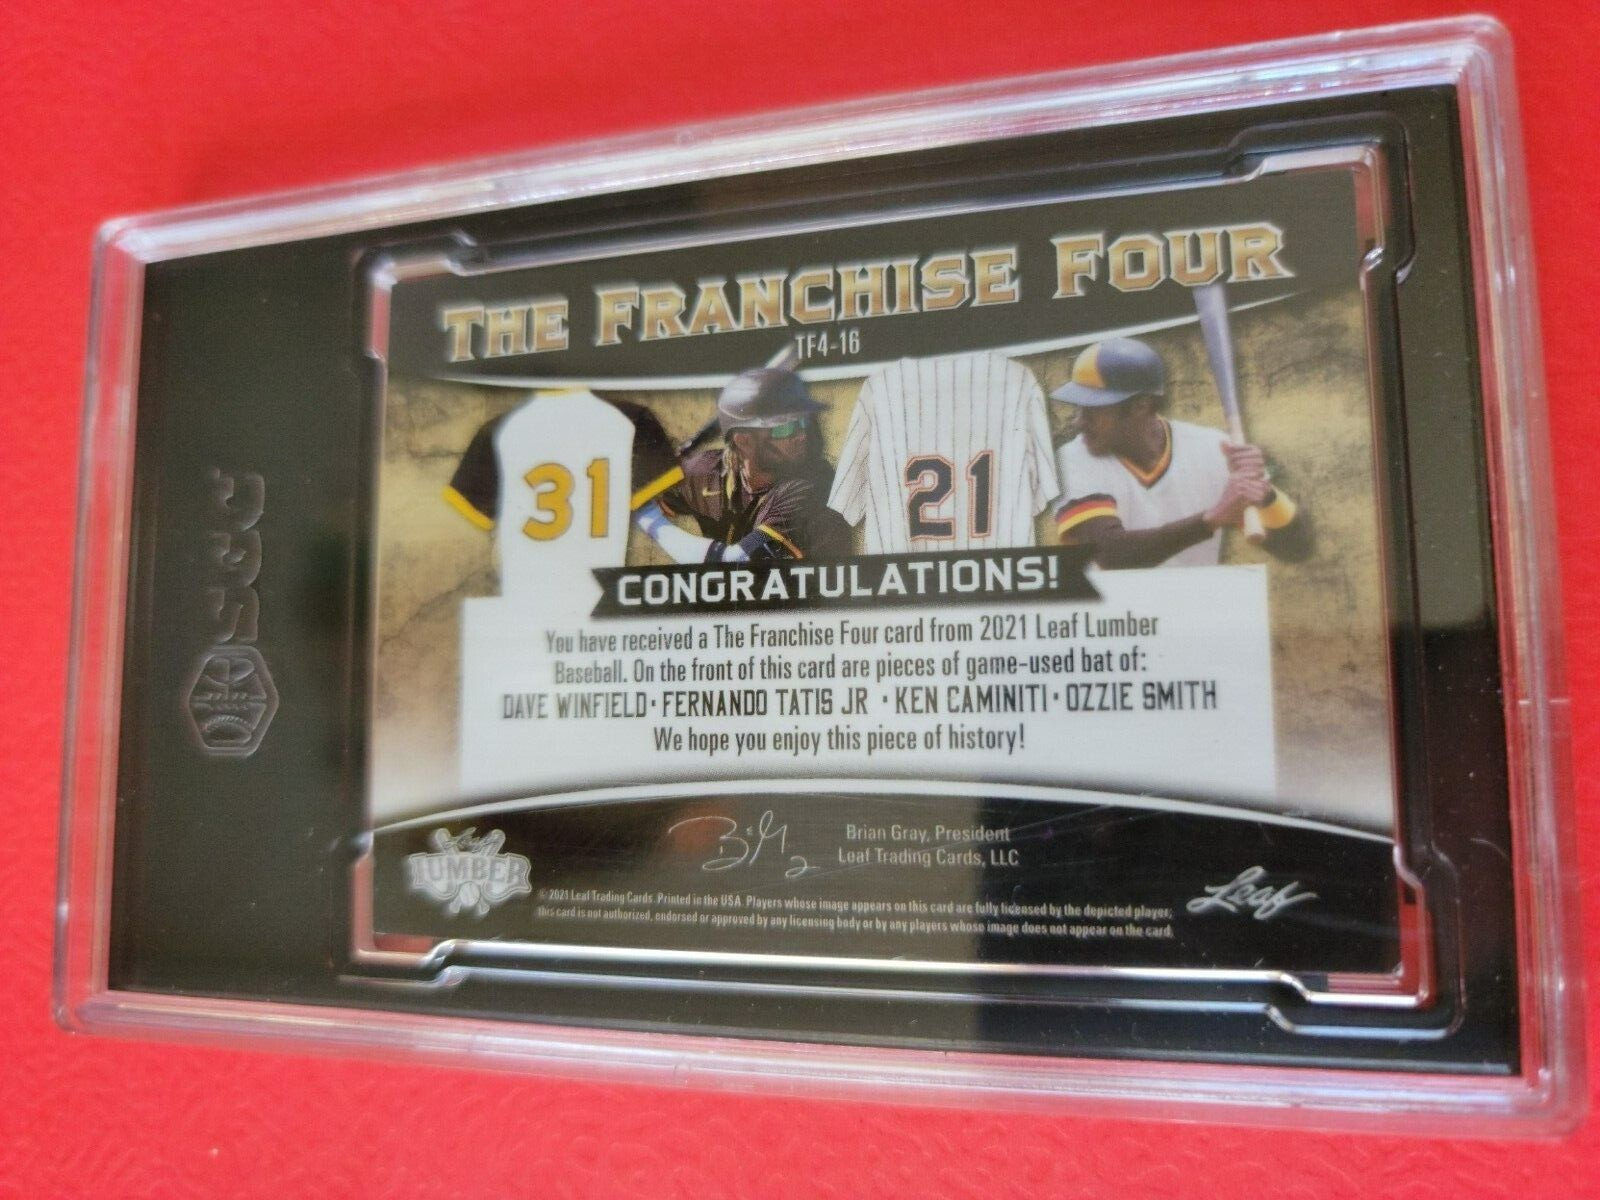 THE FRANCHISE FOUR
TF4-16
31
21
CONGRATULATIONS!
You have received a The Franchise Four card from 2021 Leaf Lumber
Baseball. On the front of this card are pieces of game-used bat of:
DAVE WINFIELD · FERNANDO TATIS JR · KEN CAMINITI · OZZIE SMITH
We hope you enjoy this piece of history!
Brian Gray, President
Leaf Trading Cards, LLC
Leaf
LUMBER
Leaf
© 2021 Leaf Trading Cards. Printed in the USA. Players whose image appears on this card are fully licensed by the depicted player;
this card is not authorized, endorsed or approved by any licensing body or by any players whose image does not appear on the card.
SGC